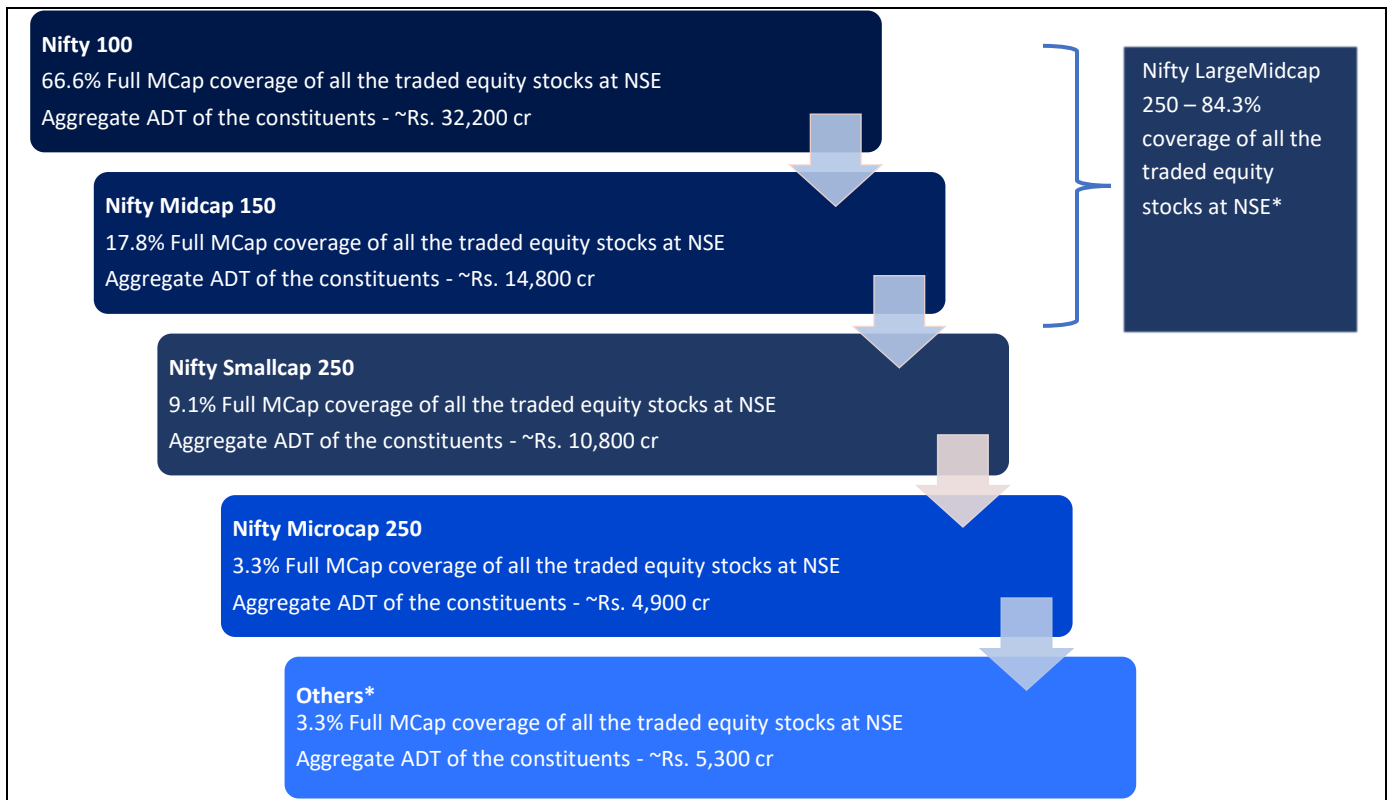 Nifty 100
66.6% Full MCap coverage of all the traded equity stocks at NSE
Aggregate ADT of the constituents - ~Rs. 32,200 cr
Nifty LargeMidcap
250 – 84.3%
coverage of all the
traded equity
stocks at NSE*
Nifty Midcap 150
17.8% Full MCap coverage of all the traded equity stocks at NSE
Aggregate ADT of the constituents - ~Rs. 14,800 cr
Nifty Smallcap 250
9.1% Full MCap coverage of all the traded equity stocks at NSE
Aggregate ADT of the constituents - ~Rs. 10,800 cr
Nifty Microcap 250
3.3% Full MCap coverage of all the traded equity stocks at NSE
Aggregate ADT of the constituents - ~Rs. 4,900 cr
Others*
3.3% Full MCap coverage of all the traded equity stocks at NSE
Aggregate ADT of the constituents - ~Rs. 5,300 cr